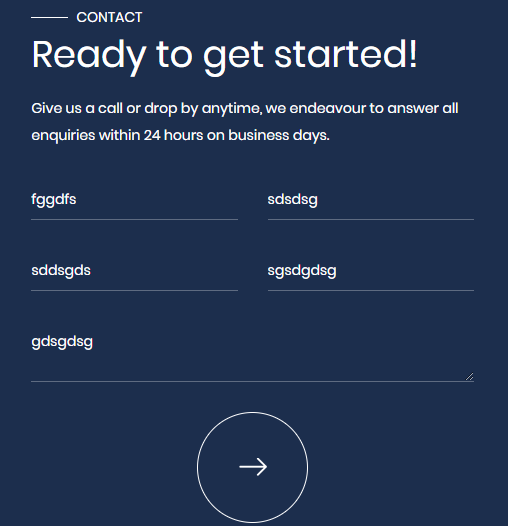 CONTACT
Ready to get started!
Give us a call or drop by anytime, we endeavour to answer all
enquiries within 24 hours on business days.
fggdfs
sdsdsg
sddsgds
sgsdgdsg
gdsgdsg